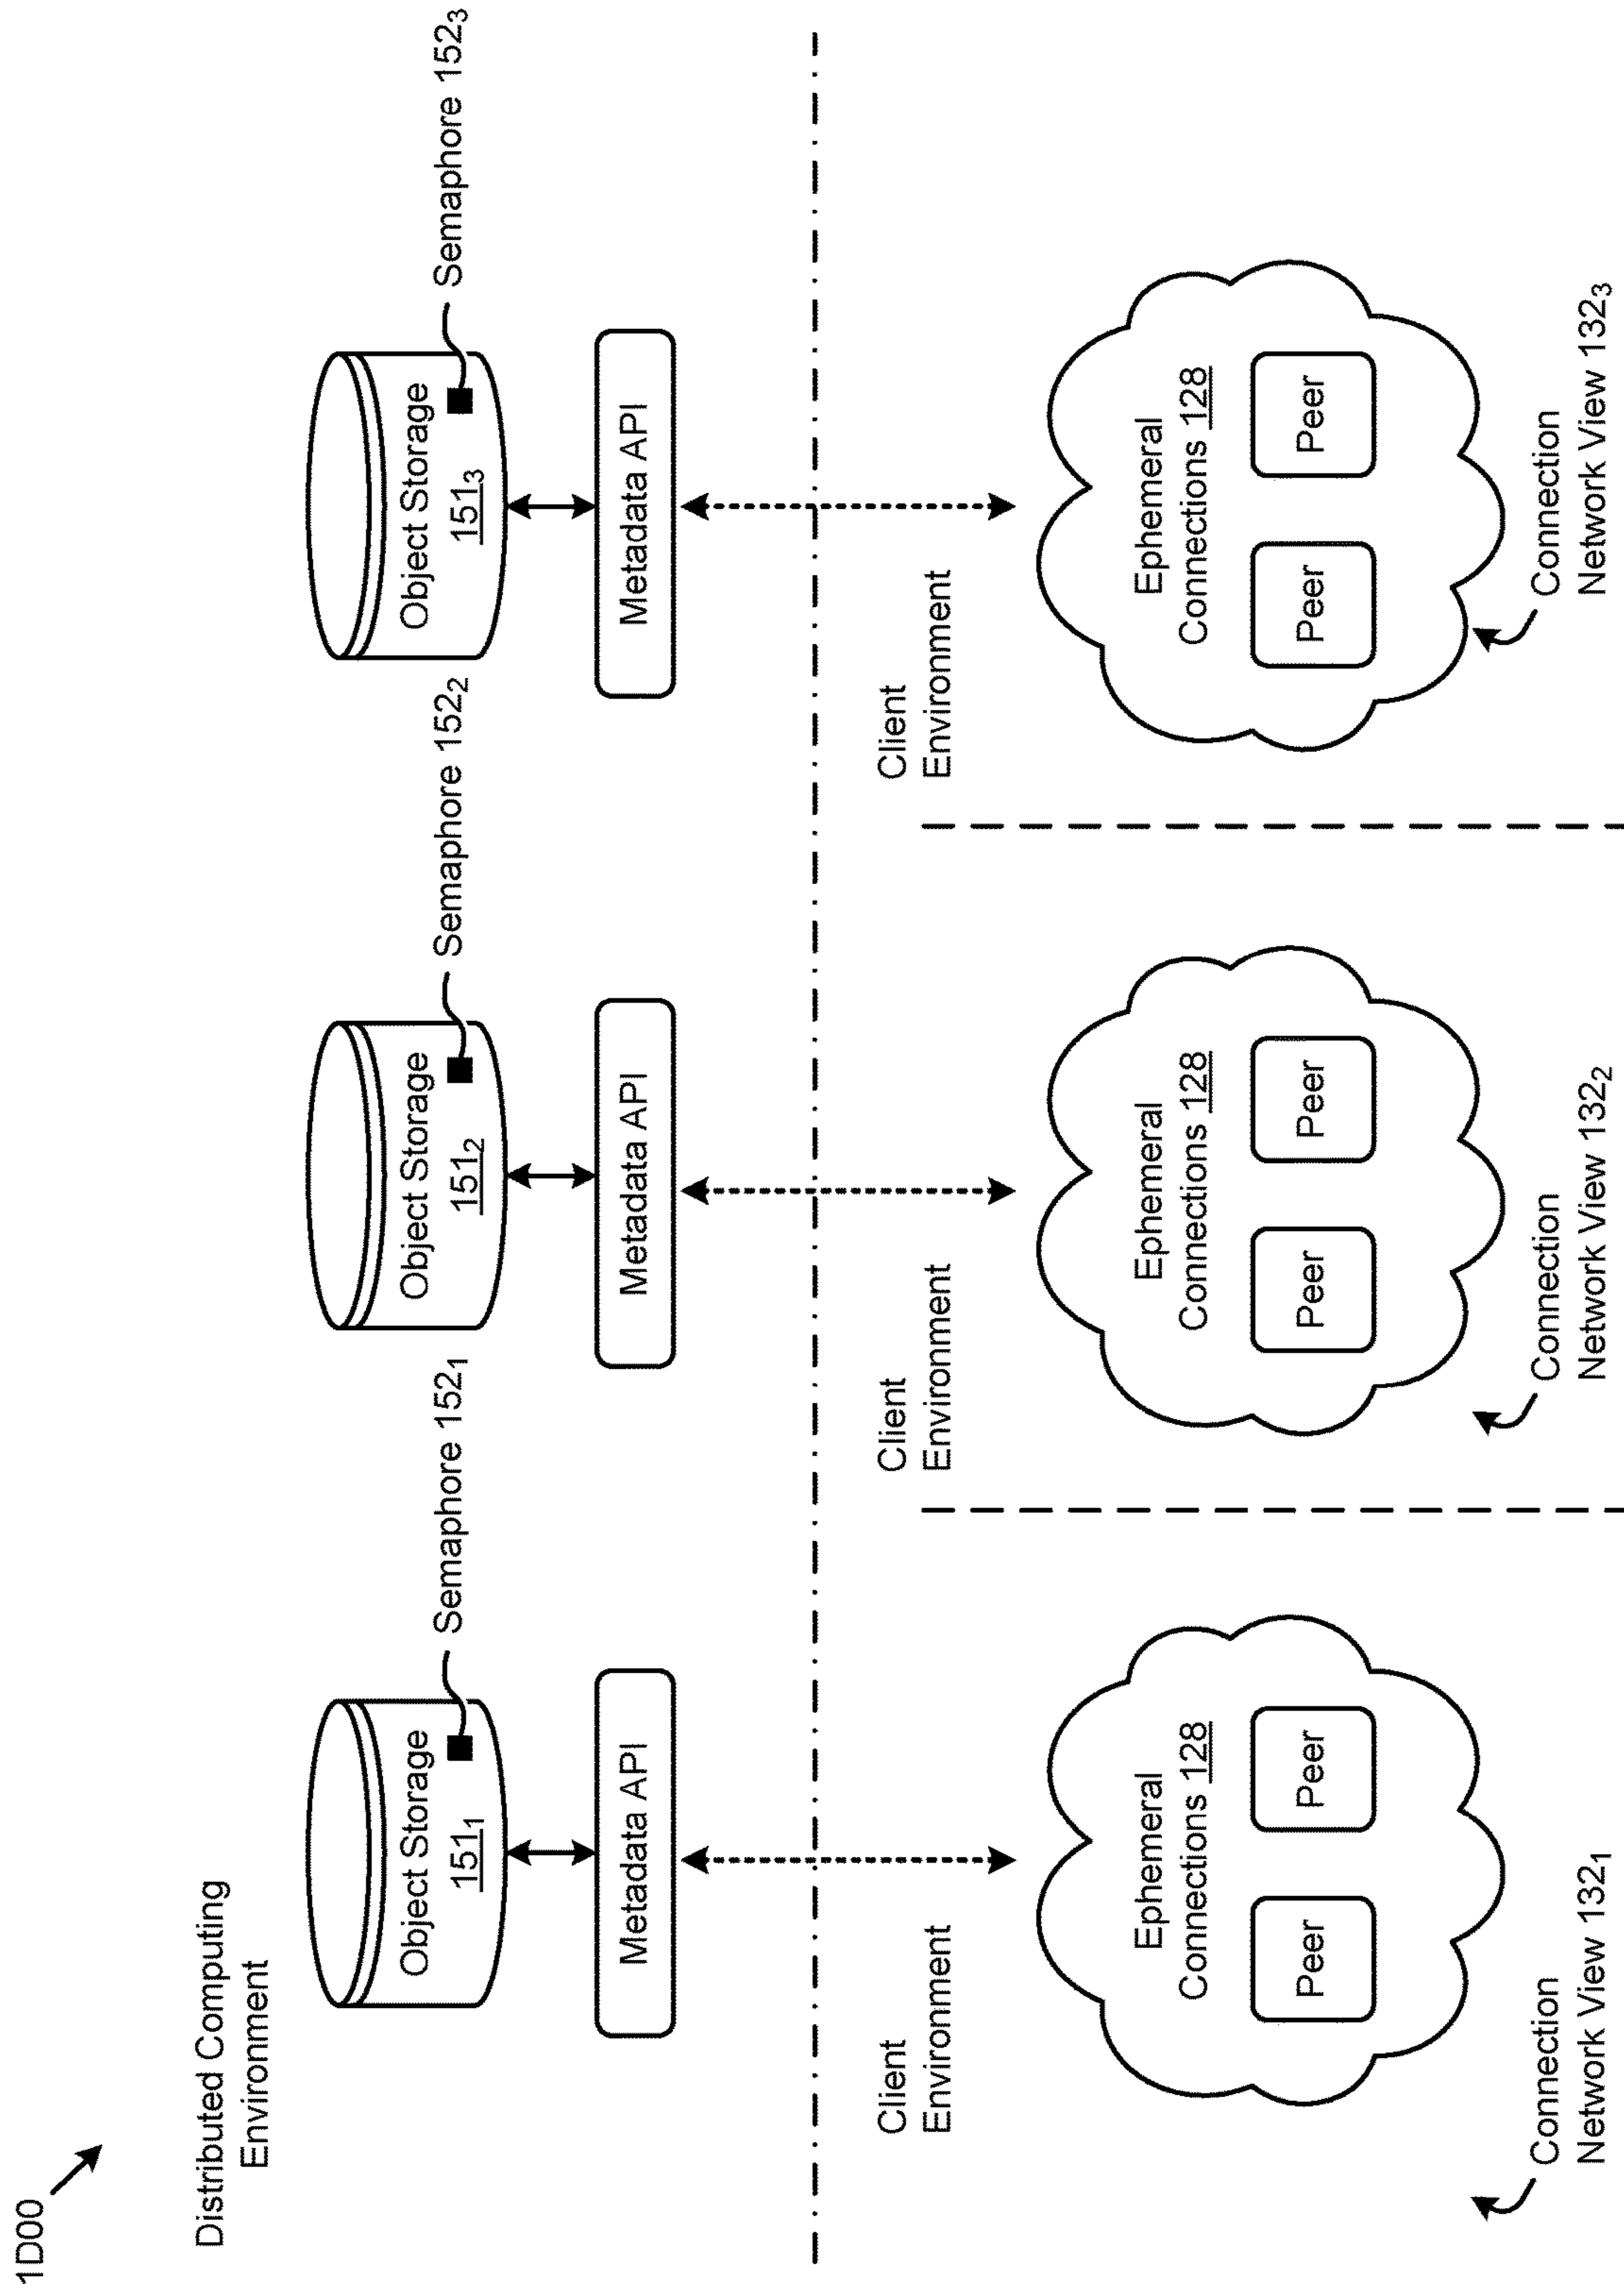 1D00
Distributed Computing
Environment
Semaphore 152₁
Semaphore 152₂
Semaphore 152₃
Object Storage
151₁
Object Storage
151₂
Object Storage
151₃
Metadata API
Metadata API
Metadata API
Client
Environment
Client
Environment
Client
Environment
Ephemeral
Connections 128
Peer
Peer
Ephemeral
Connections 128
Peer
Peer
Ephemeral
Connections 128
Peer
Peer
Connection
Network View 132₁
Connection
Network View 132₂
Connection
Network View 132₃